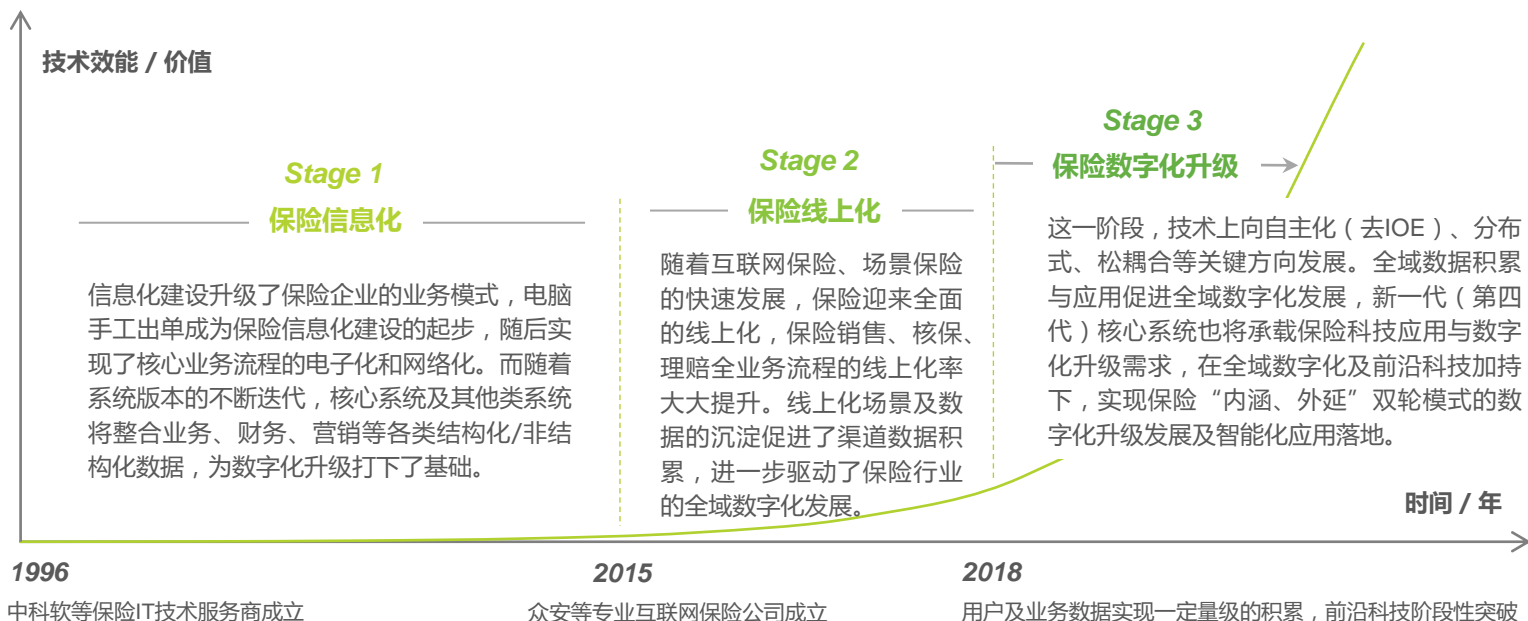 技术效能 / 价值
Stage 1
保险信息化
信息化建设升级了保险企业的业务模式，电脑
手工出单成为保险信息化建设的起步，随后实
现了核心业务流程的电子化和网络化。而随着
系统版本的不断迭代，核心系统及其他类系统
将整合业务、财务、营销等各类结构化/非结
构化数据，为数字化升级打下了基础。
Stage 2
保险线上化
随着互联网保险、场景保险
的快速发展，保险迎来全面
的线上化，保险销售、核保、
理赔全业务流程的线上化率
大大提升。线上化场景及数
据的沉淀促进了渠道数据积
累，进一步驱动了保险行业
的全域数字化发展。
Stage 3
保险数字化升级
这一阶段，技术上向自主化（去IOE）、分布
式、松耦合等关键方向发展。全域数据积累
与应用促进全域数字化发展，新一代（第四
代）核心系统也将承载保险科技应用与数字
化升级需求，在全域数字化及前沿科技加持
下，实现保险“内涵、外延”双轮模式的数
字化升级发展及智能化应用落地。
时间 / 年
1996
中科软等保险IT技术服务商成立
2015
众安等专业互联网保险公司成立
2018
用户及业务数据实现一定量级的积累，前沿科技阶段性突破